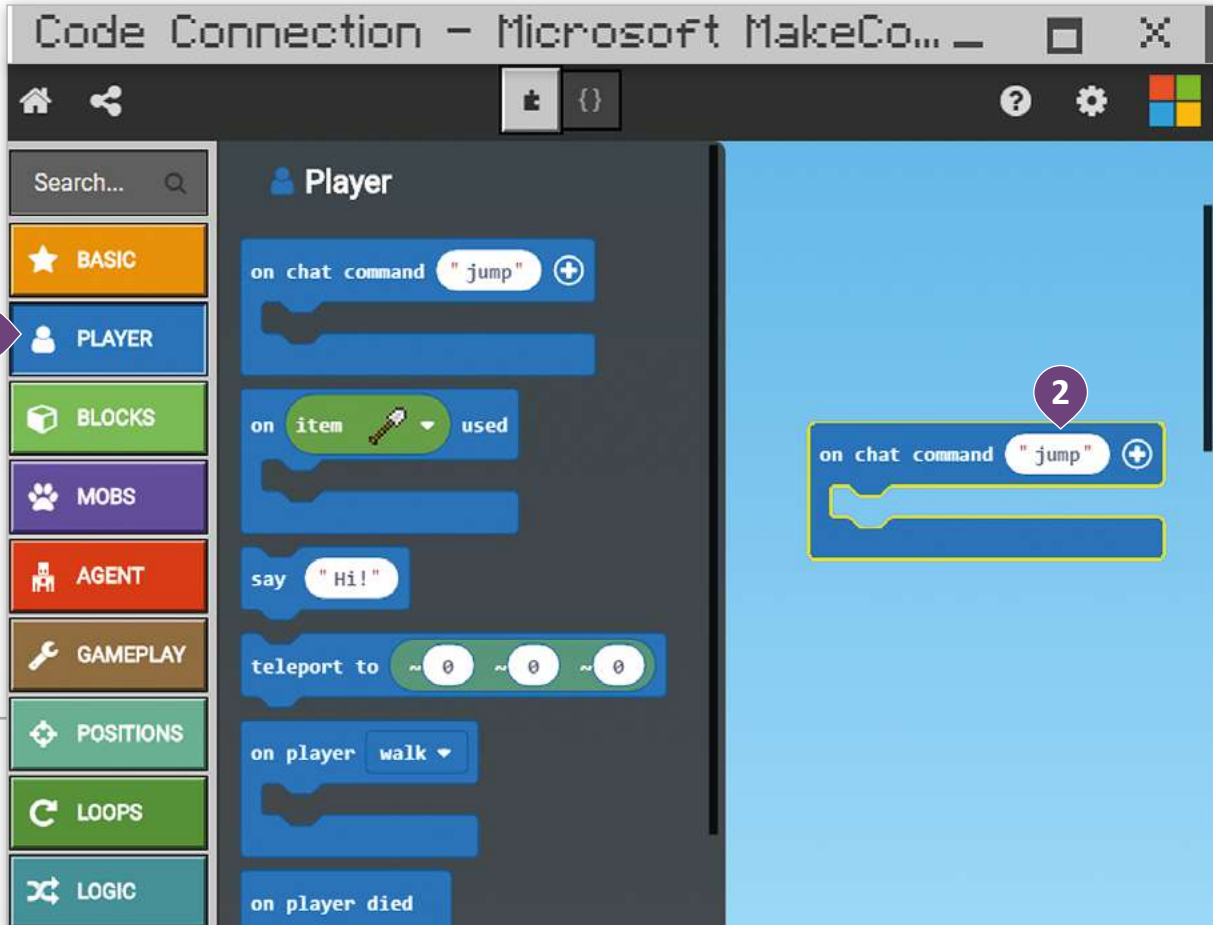 Code Connection - Microsoft MakeCo...
{}
Search...
Player
BASIC
on chat command "jump"
PLAYER
BLOCKS
on item used
2
on chat command "jump"
MOBS
AGENT
say "Hi!"
GAMEPLAY
teleport to ~0 ~0 ~0
POSITIONS
on player walk
LOOPS
LOGIC
on player died